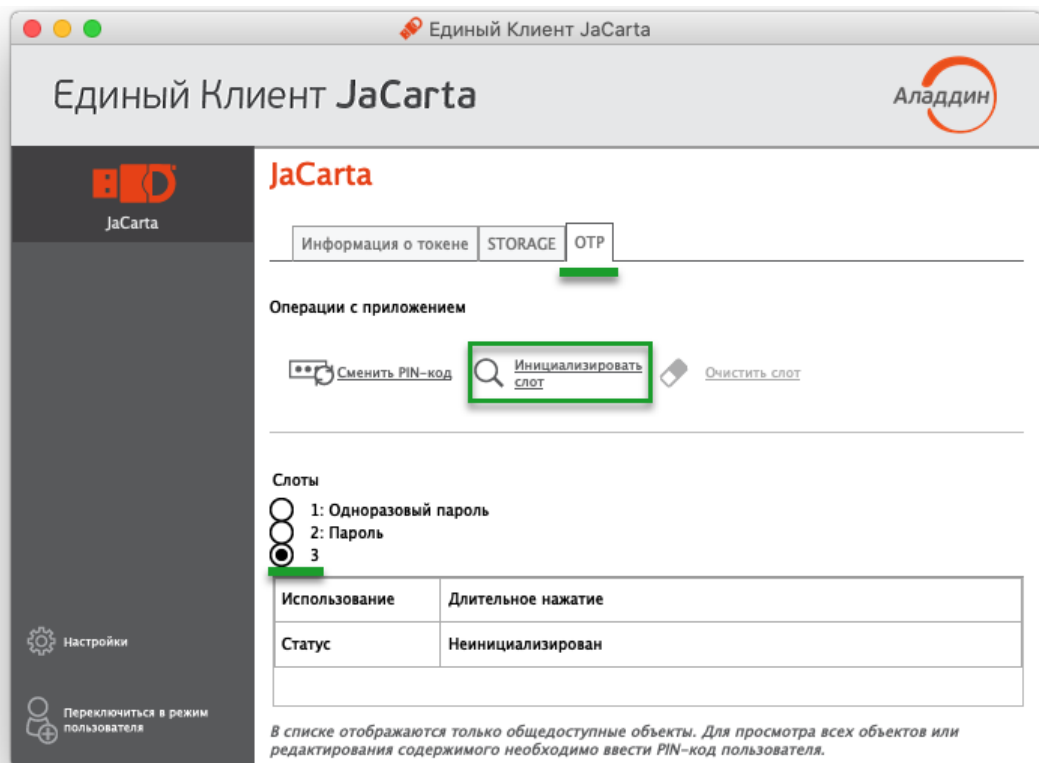 Единый Клиент JaCarta
Единый Клиент JaCarta
Аладдин
JaCarta
JaCarta
Информация о токене
STORAGE
OTP
Операции с приложением
Сменить PIN-код
Инициализировать
слот
Очистить слот
Слоты
1: Одноразовый пароль
2: Пароль
3
Использование
Длительное нажатие
Статус
Неинициализирован
Настройки
Переключиться в режим
пользователя
В списке отображаются только общедоступные объекты. Для просмотра всех объектов или
редактирования содержимого необходимо ввести PIN-код пользователя.